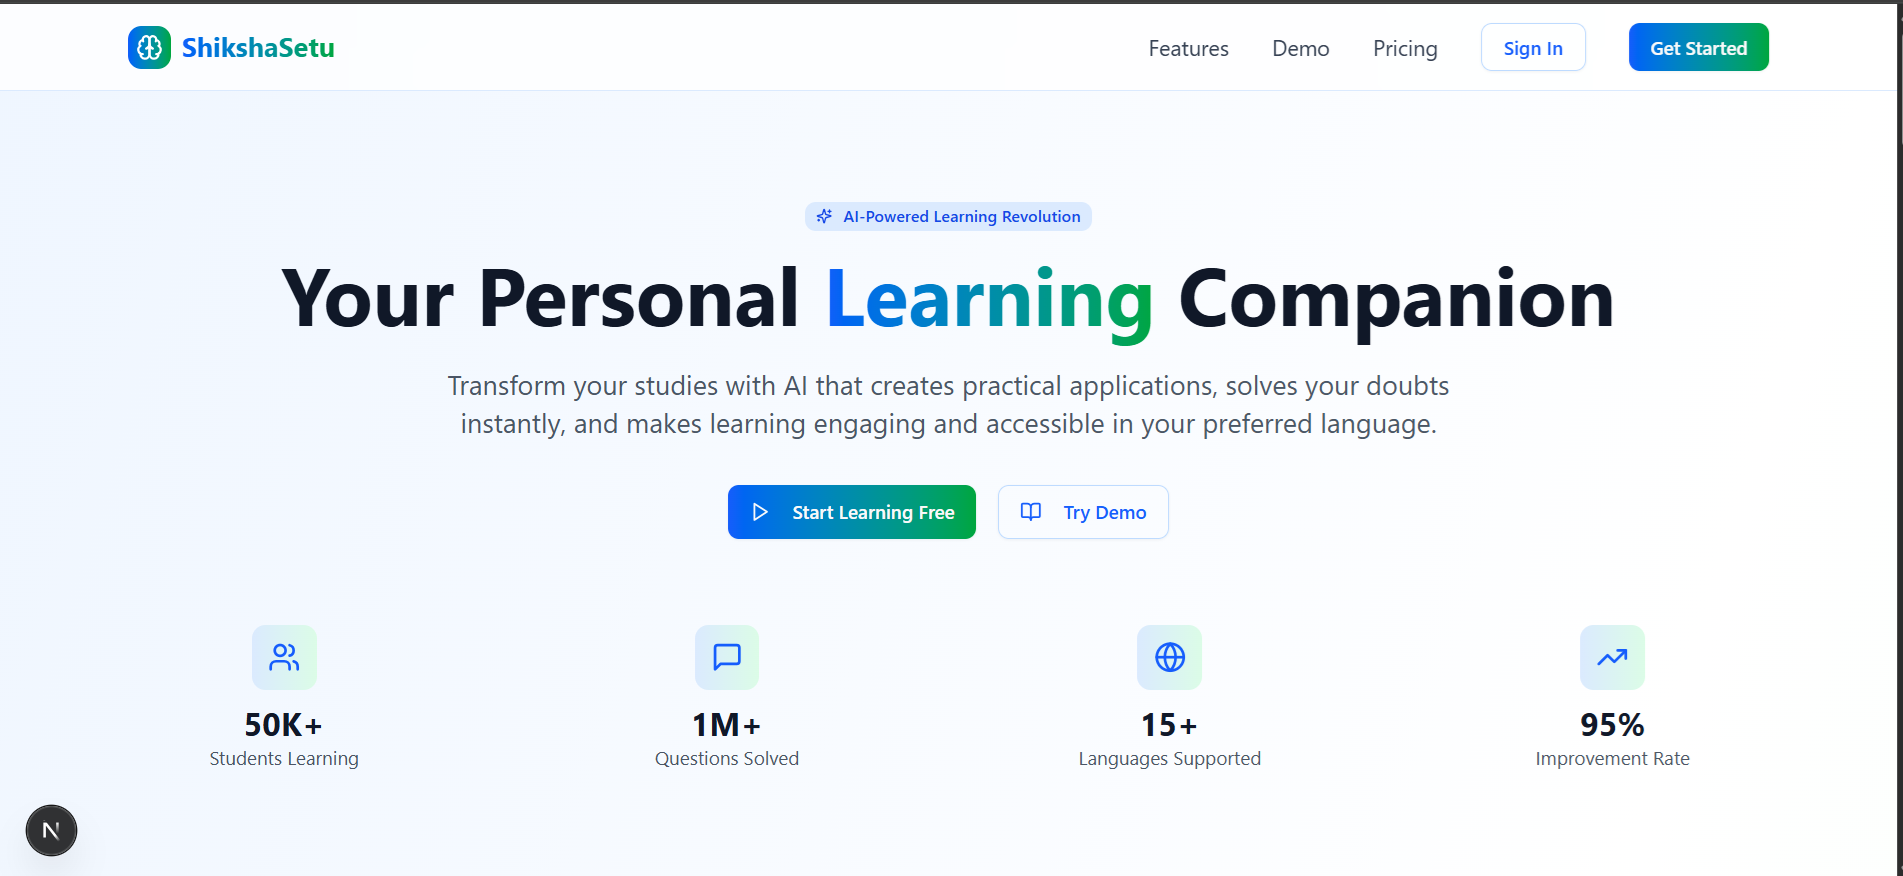 ShikshaSetu
Features
Demo
Pricing
Sign In
Get Started
AI-Powered Learning Revolution
Your Personal Learning Companion
Transform your studies with AI that creates practical applications, solves your doubts
instantly, and makes learning engaging and accessible in your preferred language.
Start Learning Free
Try Demo
50K+
Students Learning
1M+
Questions Solved
15+
Languages Supported
95%
Improvement Rate
N